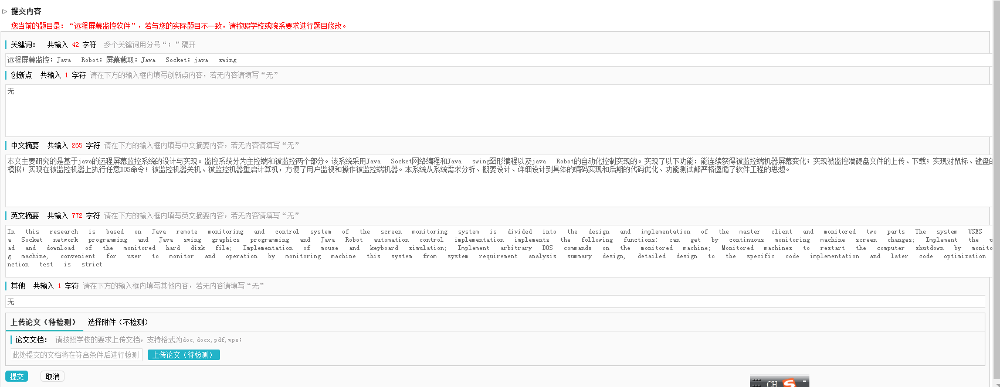 提交内容
您当前的题目是：“远程屏幕监控软件”，若与您的实际题目不一致，请按照学校或院系要求进行题目修改。
关键词： 共输入 42 字符 多个关键词用分号“；”隔开
远程屏幕监控；Java Robot；屏幕截取；Java Socket；java swing
创新点 共输入 1 字符 请在下方的输入框内填写创新点内容，若无内容请填写“无”
无
中文摘要 共输入 265 字符 请在下方的输入框内填写中文摘要内容，若无内容请填写“无”
本文主要研究的是基于java的远程屏幕监控系统的设计与实现。监控系统分为主控端和被监控两个部分。该系统采用Java Socket网络编程和Java swing图形编程以及java Robot的自动化控制实现的。实现了以下功能：能连续获得被监控端机器屏幕变化；实现被监控端硬盘文件的上传、下载；实现对鼠标、键盘的
模拟；实现在被监控机器上执行任意DOS命令；被监控机器关机、被监控机器重启计算机，方便了用户监视和操作被监控端机器。本系统从系统需求分析、概要设计、详细设计到具体的编码实现和后期的代码优化、功能测试都严格遵循了软件工程的思想。
英文摘要 共输入 772 字符 请在下方的输入框内填写英文摘要内容，若无内容请填写“无”
In this research is based on Java remote monitoring and control system of the screen monitoring system is divided into the design and implementation of the master client and monitored two parts The system USES
a Socket network programming and Java swing graphics programming and Java Robot automation control implementation implements the following functions: can get by continuous monitoring machine screen changes; Implement the u
ad and download of the monitored hard disk file; Implementation of mouse and keyboard simulation; Implement arbitrary DOS commands on the monitored machine; Monitored machines to restart the computer shutdown by monito
g machine, convenient for user to monitor and operation by monitoring machine this system from system requirement analysis summary design, detailed design to the specific code implementation and later code optimization
nction test is strict
其他 共输入 1 字符 请在下方的输入框内填写其他内容，若无内容请填写“无”
无
上传论文（待检测） 选择附件（不检测）
论文文档： 请按照学校的要求上传文档，支持格式为doc,docx,pdf,wps；
此处提交的文档将在符合条件后进行检测 上传论文（待检测）
提交 取消
CH